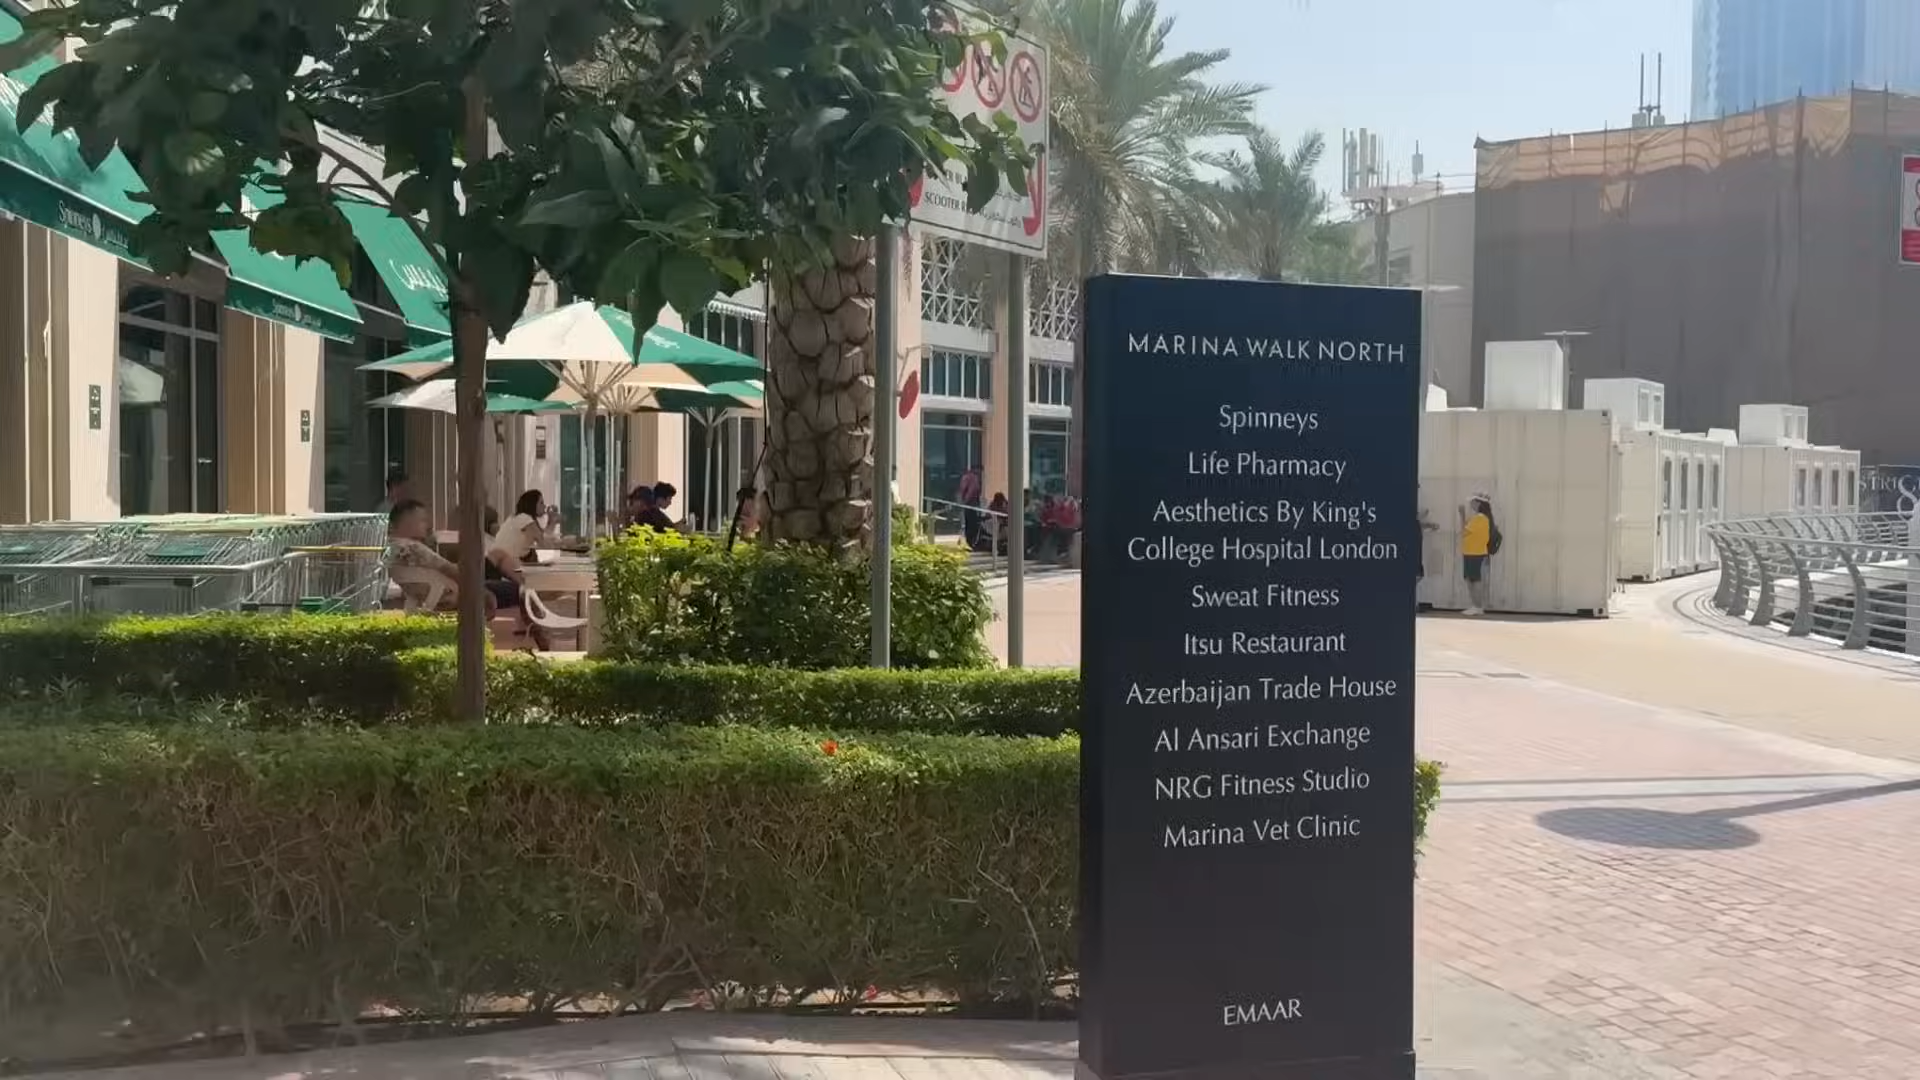 Spinneys
SCOOTER
MARINA WALK NORTH
Spinneys
Life Pharmacy
Aesthetics By King's
College Hospital London
Sweat Fitness
Itsu Restaurant
Azerbaijan Trade House
Al Ansari Exchange
NRG Fitness Studio
Marina Vet Clinic
EMAAR